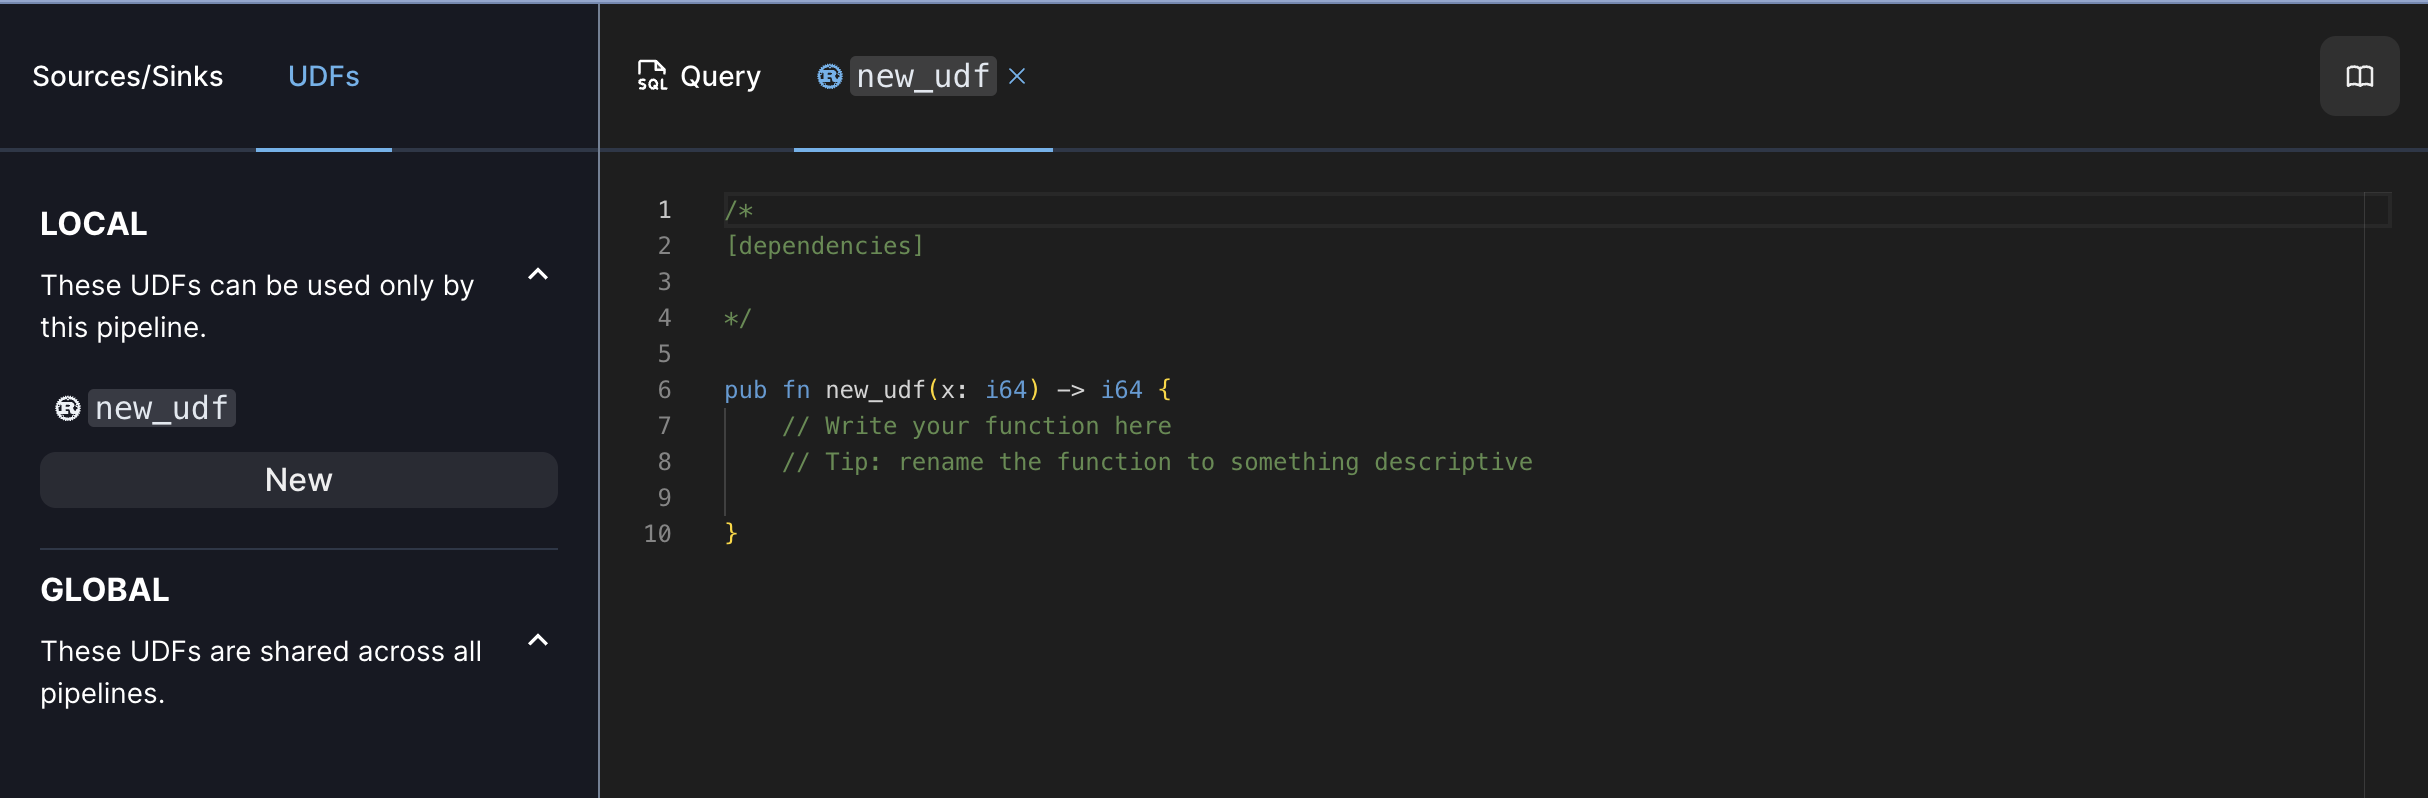 Sources/Sinks
UDFs
LOCAL
These UDFs can be used only by
this pipeline.
new_udf
New
GLOBAL
These UDFs are shared across all
pipelines.
SQL Query
new_udf
1 /*
2 [dependencies]
3
4 */
5
6 pub fn new_udf(x: i64) -> i64 {
7     // Write your function here
8     // Tip: rename the function to something descriptive
9
10 }